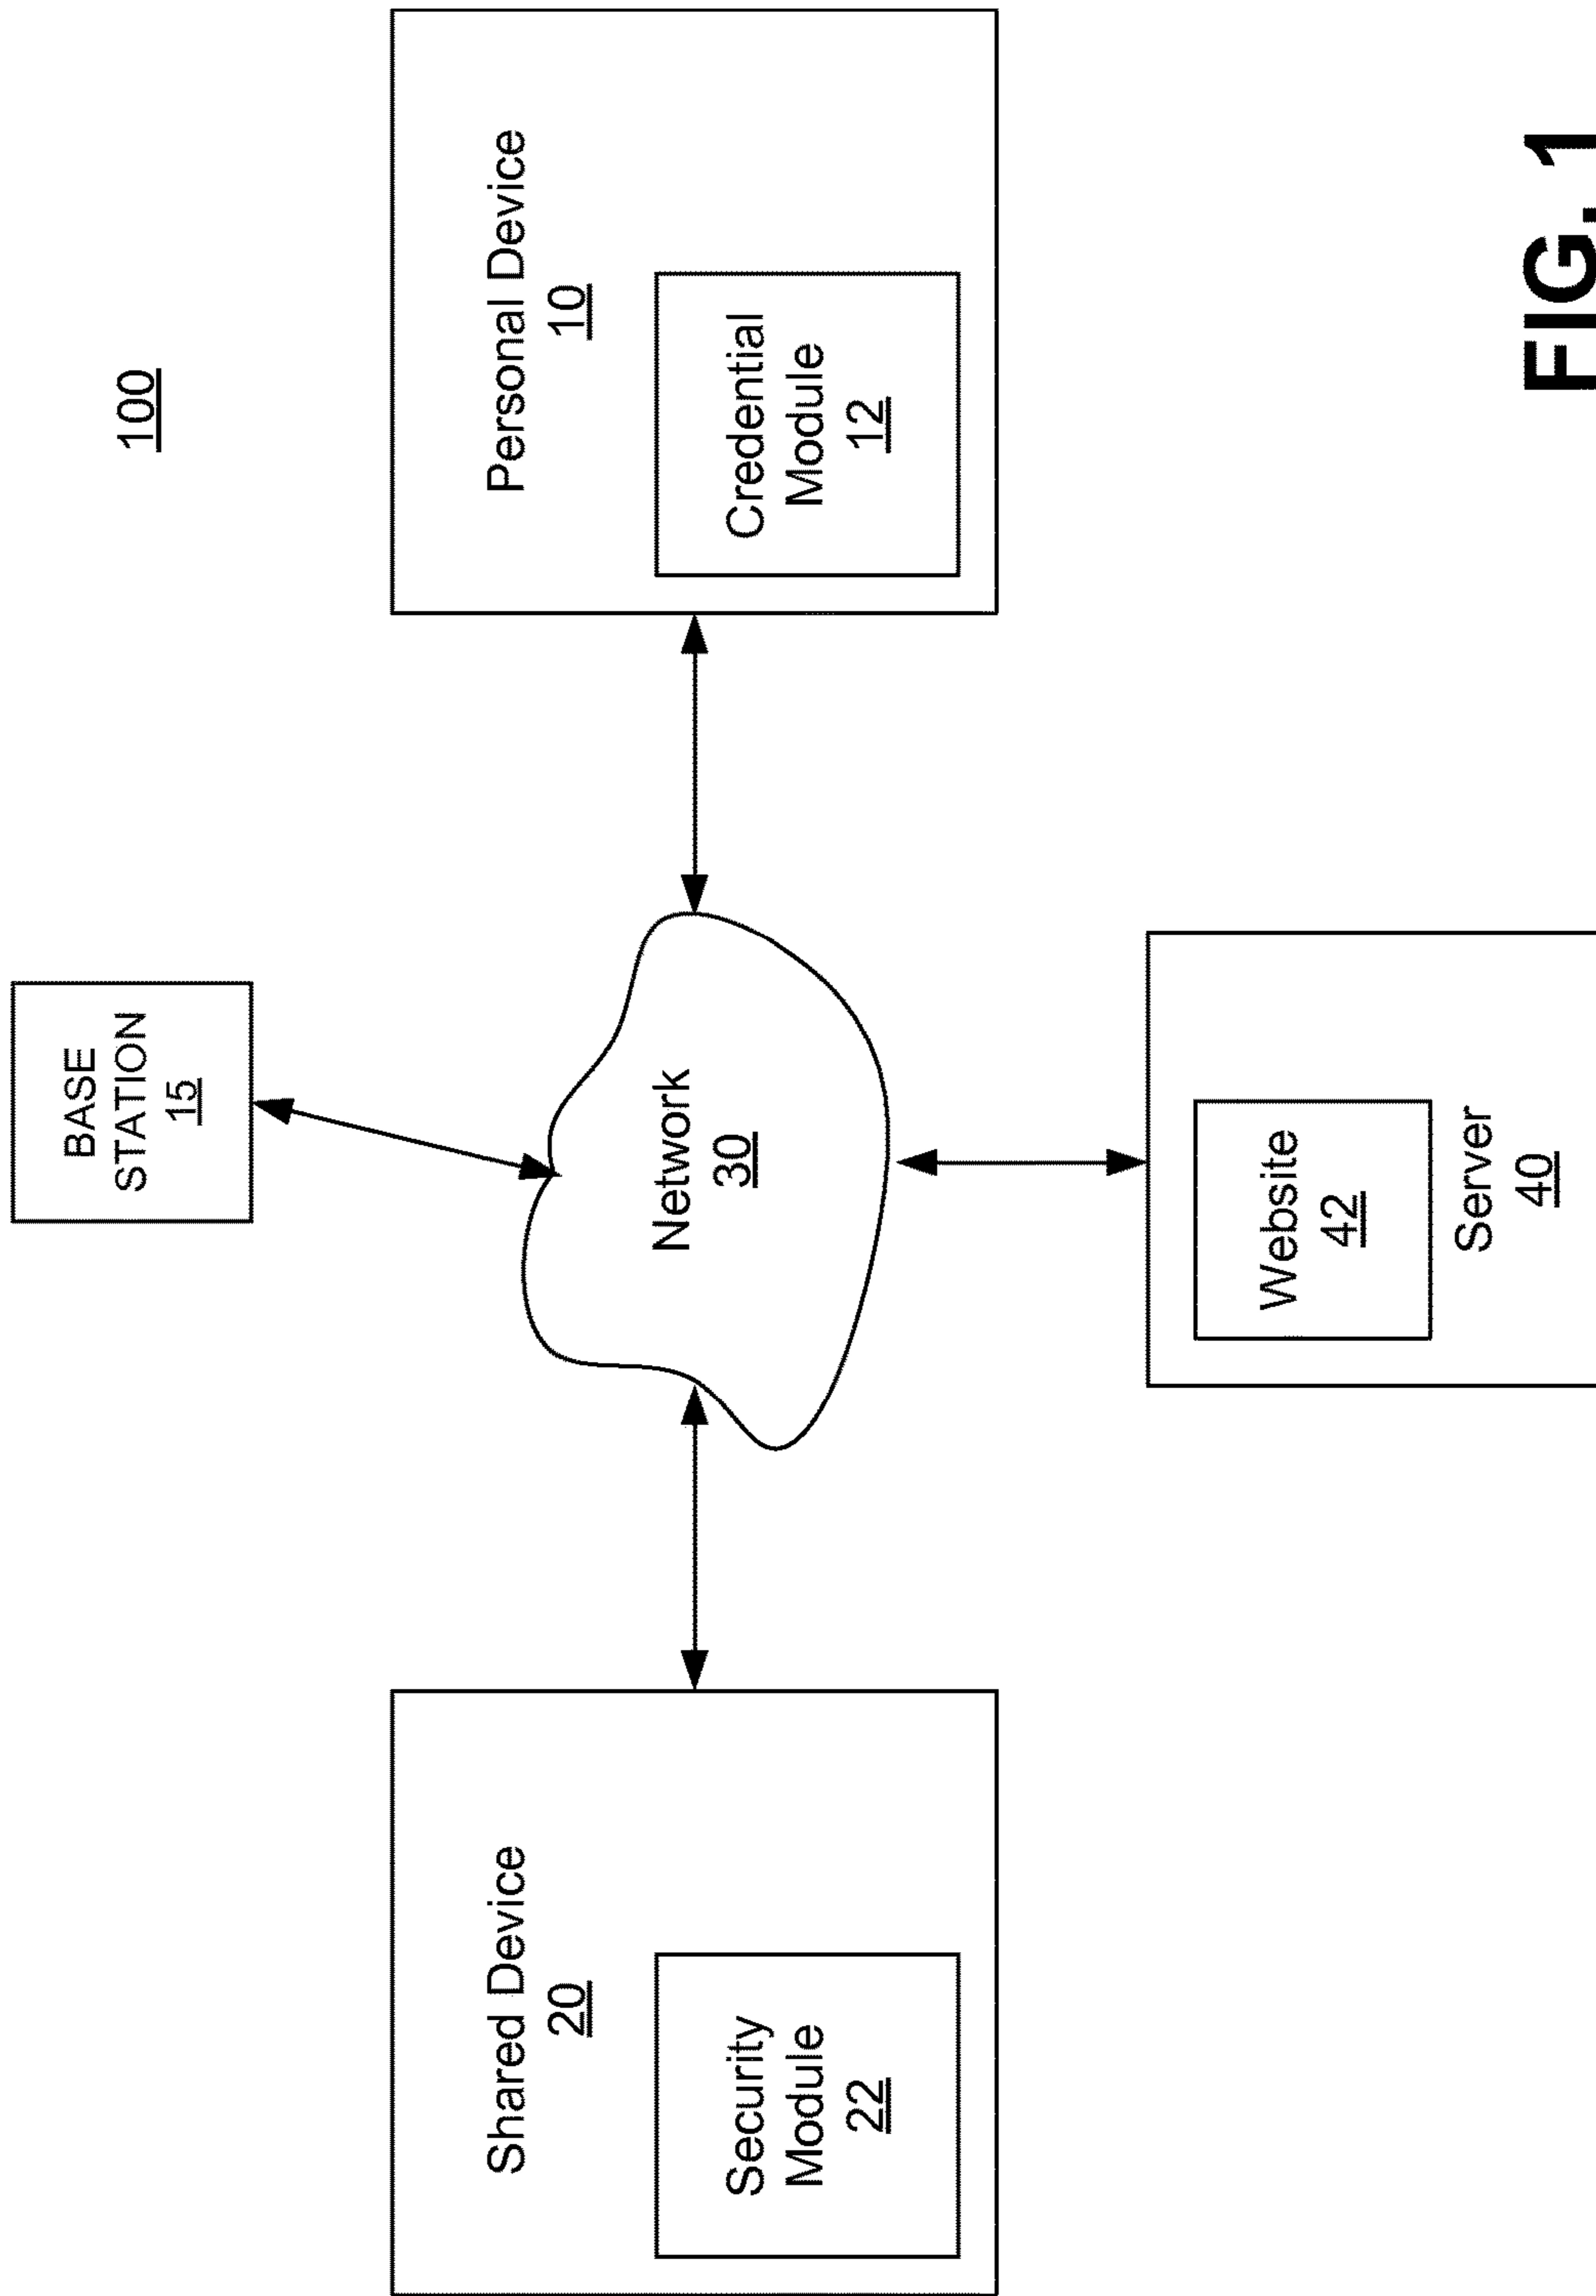 100
BASE
STATION
15
Shared Device
20
Security
Module
22
Network
30
Personal Device
10
Credential
Module
12
Website
42
Server
40
FIG. 1